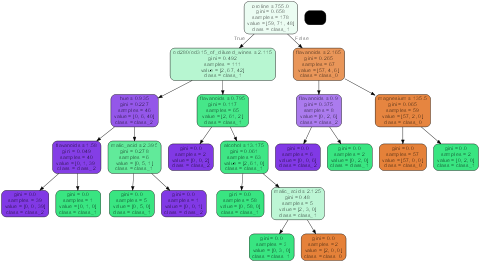 proline ≤ 755.0
gini = 0.658
samples = 178
value = [59, 71, 48]
class = class_1
True
False
od280/od315_of_diluted_wines ≤ 2.115
gini = 0.492
samples = 111
value = [2, 67, 42]
class = class_1
flavanoids ≤ 2.165
gini = 0.265
samples = 67
value = [57, 4, 6]
class = class_0
hue ≤ 0.935
gini = 0.227
samples = 46
value = [0, 6, 40]
class = class_2
flavanoids ≤ 0.795
gini = 0.117
samples = 65
value = [2, 61, 2]
class = class_1
gini = 0.375
samples = 8
value = [0, 2, 6]
class = class_2
magnesium ≤ 135.5
gini = 0.065
samples = 59
value = [57, 2, 0]
class = class_0
flavanoids ≤ 1.58
gini = 0.049
samples = 40
value = [0, 1, 39]
class = class_2
gini = 0.278
samples = 6
value = [0, 5, 1]
class = class_1
gini = 0.0
samples = 2
value = [0, 0, 2]
class = class_2
alcohol ≤ 13.175
gini = 0.061
samples = 63
value = [2, 61, 0]
class = class_1
gini = 0.0
samples = 6
value = [0, 0, 6]
class = class_2
gini = 0.0
samples = 2
value = [0, 2, 0]
class = class_1
gini = 0.0
samples = 57
value = [57, 0, 0]
class = class_0
gini = 0.0
samples = 2
value = [0, 2, 0]
class = class_1
gini = 0.0
samples = 39
value = [0, 0, 39]
class = class_2
gini = 0.0
samples = 1
value = [0, 1, 0]
class = class_1
gini = 0.0
samples = 5
value = [0, 5, 0]
class = class_1
gini = 0.0
samples = 1
value = [0, 0, 1]
class = class_2
gini = 0.0
samples = 58
value = [0, 58, 0]
class = class_1
malic_acid ≤ 2.125
gini = 0.48
samples = 5
value = [2, 3, 0]
class = class_1
gini = 0.0
samples = 3
value = [0, 3, 0]
class = class_1
gini = 0.0
samples = 2
value = [2, 0, 0]
class = class_0